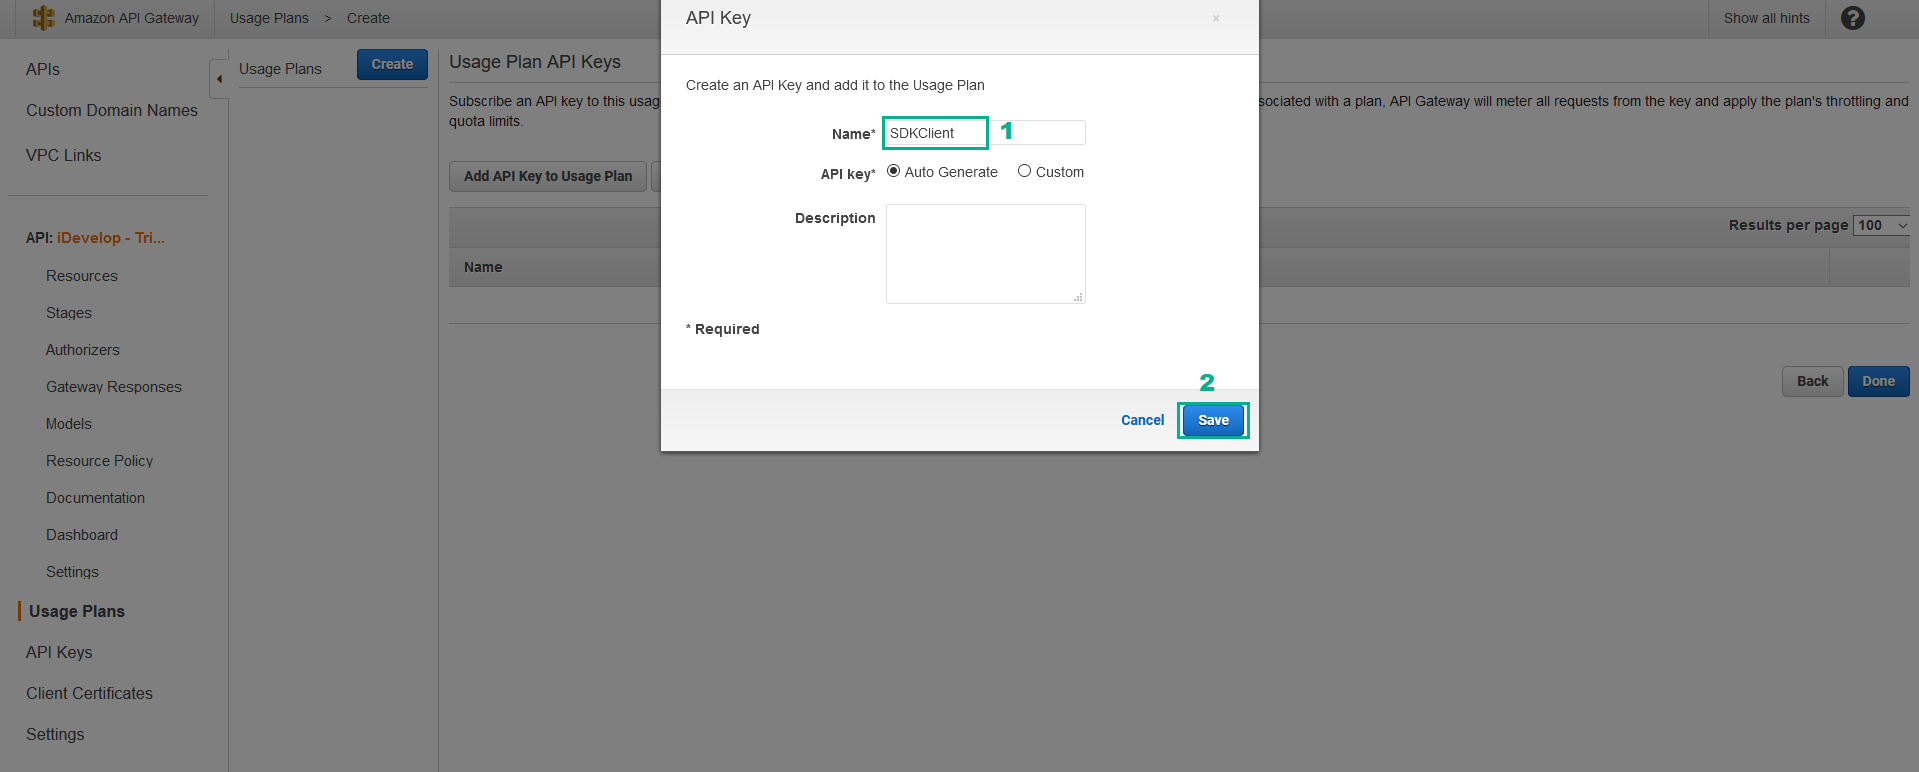 Amazon API Gateway
Usage Plans > Create
Show all hints
?
APIs
Custom Domain Names
VPC Links
API: iDevelop - Tri...
Resources
Stages
Authorizers
Gateway Responses
Models
Resource Policy
Documentation
Dashboard
Settings
Usage Plans
API Keys
Client Certificates
Settings
Usage Plans
Create
Usage Plan API Keys
Subscribe an API key to this usag
sociated with a plan, API Gateway will meter all requests from the key and apply the plan's throttling and
quota limits.
Add API Key to Usage Plan
Results per page 100
Name
Back
Done
API Key
×
Create an API Key and add it to the Usage Plan
Name* SDKClient 1
API key* Auto Generate Custom
Description
* Required
2
Cancel Save